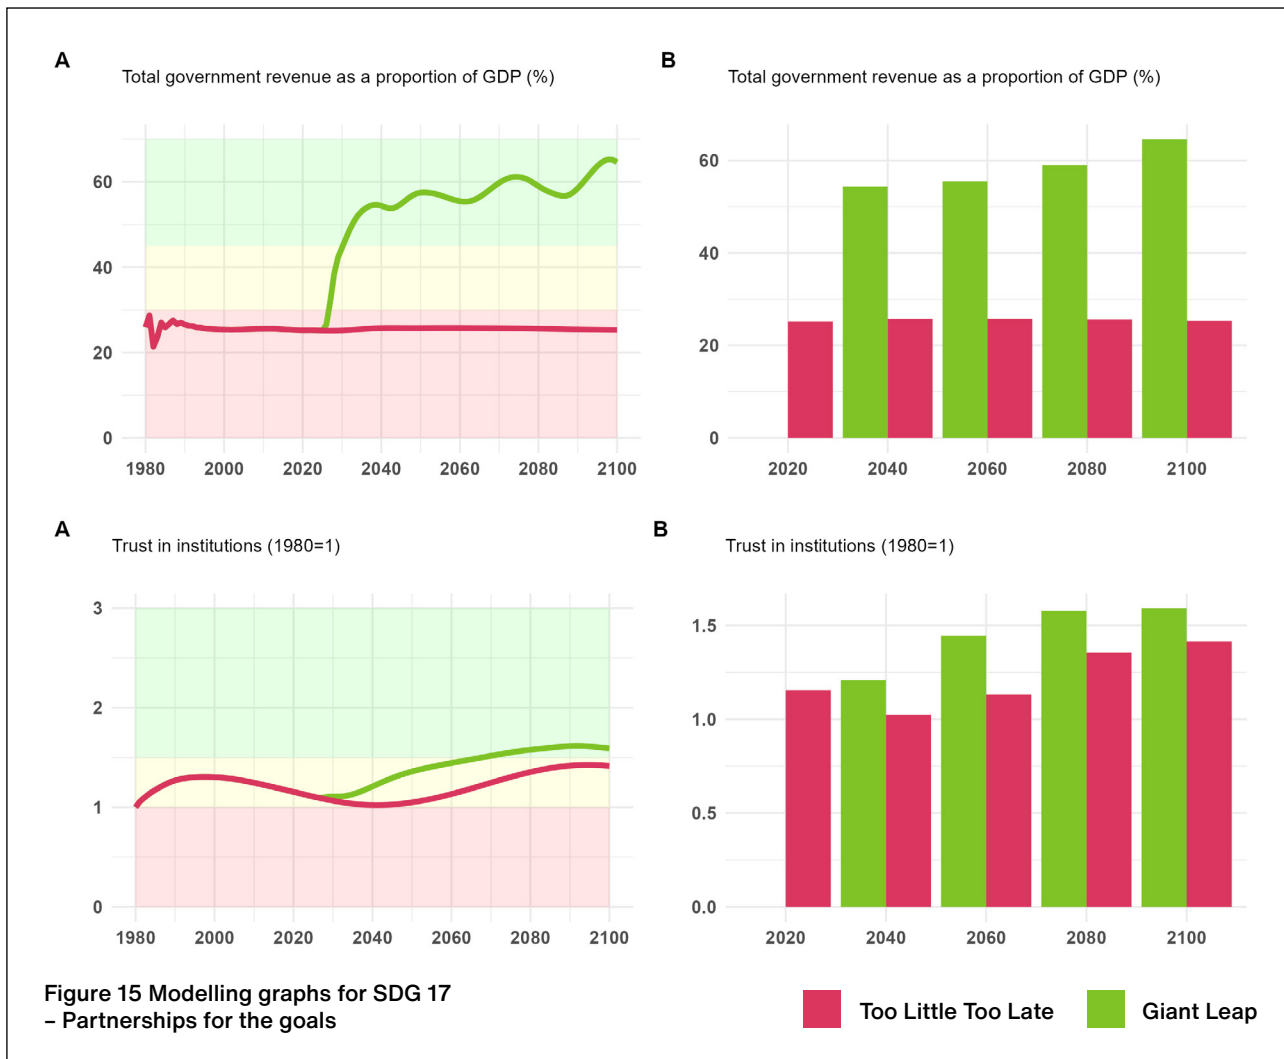 A
Total government revenue as a proportion of GDP (%)
60
40
20
0
1980 2000 2020 2040 2060 2080 2100
B
Total government revenue as a proportion of GDP (%)
60
40
20
0
2020 2040 2060 2080 2100
A
Trust in institutions (1980=1)
3
2
1
0
1980 2000 2020 2040 2060 2080 2100
B
Trust in institutions (1980=1)
1.5
1.0
0.5
0.0
2020 2040 2060 2080 2100
Figure 15 Modelling graphs for SDG 17
– Partnerships for the goals
Too Little Too Late
Giant Leap